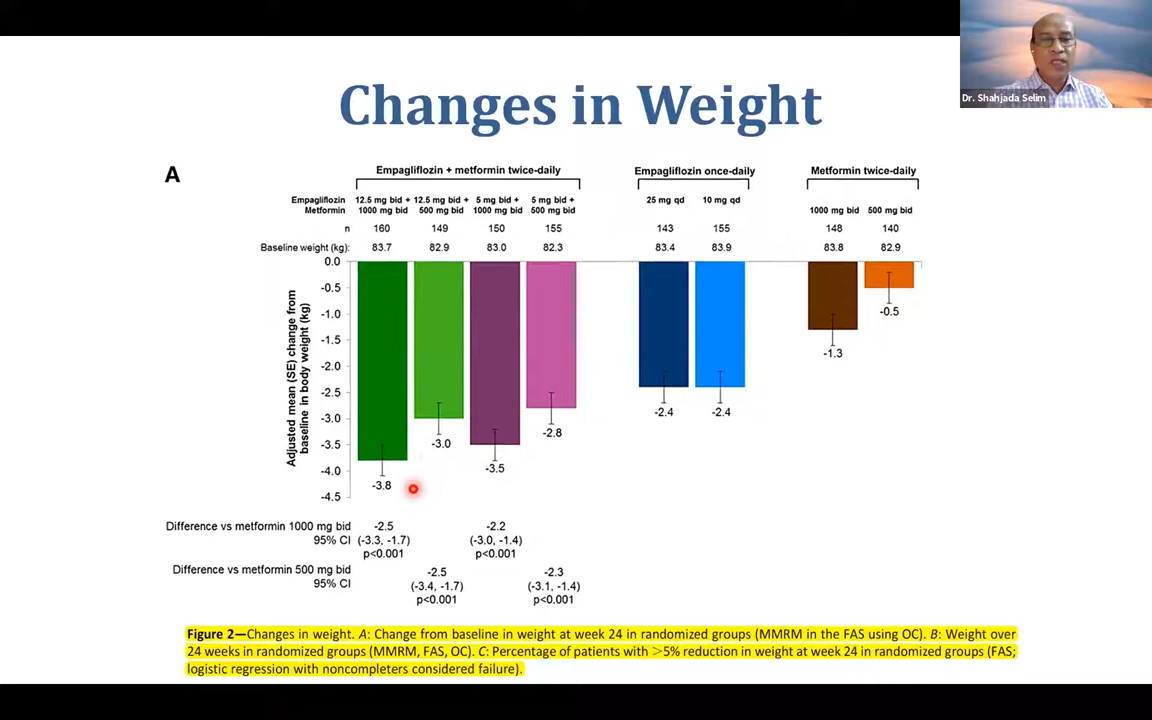 Dr. Shahjada Selim
Changes in Weight
A
Empagliflozin + metformin twice-daily
Empagliflozin once-daily
Metformin twice-daily
Empagliflozin 12.5 mg bid + 12.5 mg bid + 5 mg bid + 5 mg bid + 25 mg qd 10 mg qd
Metformin 1000 mg bid 500 mg bid 1000 mg bid 500 mg bid 1000 mg bid 500 mg bid
n 160 149 150 155 143 155 148 140
Baseline weight (kg): 83.7 82.9 83.0 82.3 83.4 83.9 83.8 82.9
Adjusted mean (SE) change from
baseline in body weight (kg)
0.0
-0.5
-1.0
-1.5
-2.0
-2.5
-3.0
-3.5
-4.0
-4.5
-3.8
-3.0
-3.5
-2.8
-2.4
-2.4
-1.3
-0.5
Difference vs metformin 1000 mg bid -2.5 -2.2
95% CI (-3.3, -1.7) (-3.0, -1.4)
p<0.001 p<0.001
Difference vs metformin 500 mg bid -2.5 -2.3
95% CI (-3.4, -1.7) (-3.1, -1.4)
p<0.001 p<0.001
Figure 2—Changes in weight. A: Change from baseline in weight at week 24 in randomized groups (MMRM in the FAS using OC). B: Weight over
24 weeks in randomized groups (MMRM, FAS, OC). C: Percentage of patients with >5% reduction in weight at week 24 in randomized groups (FAS;
logistic regression with noncompleters considered failure).